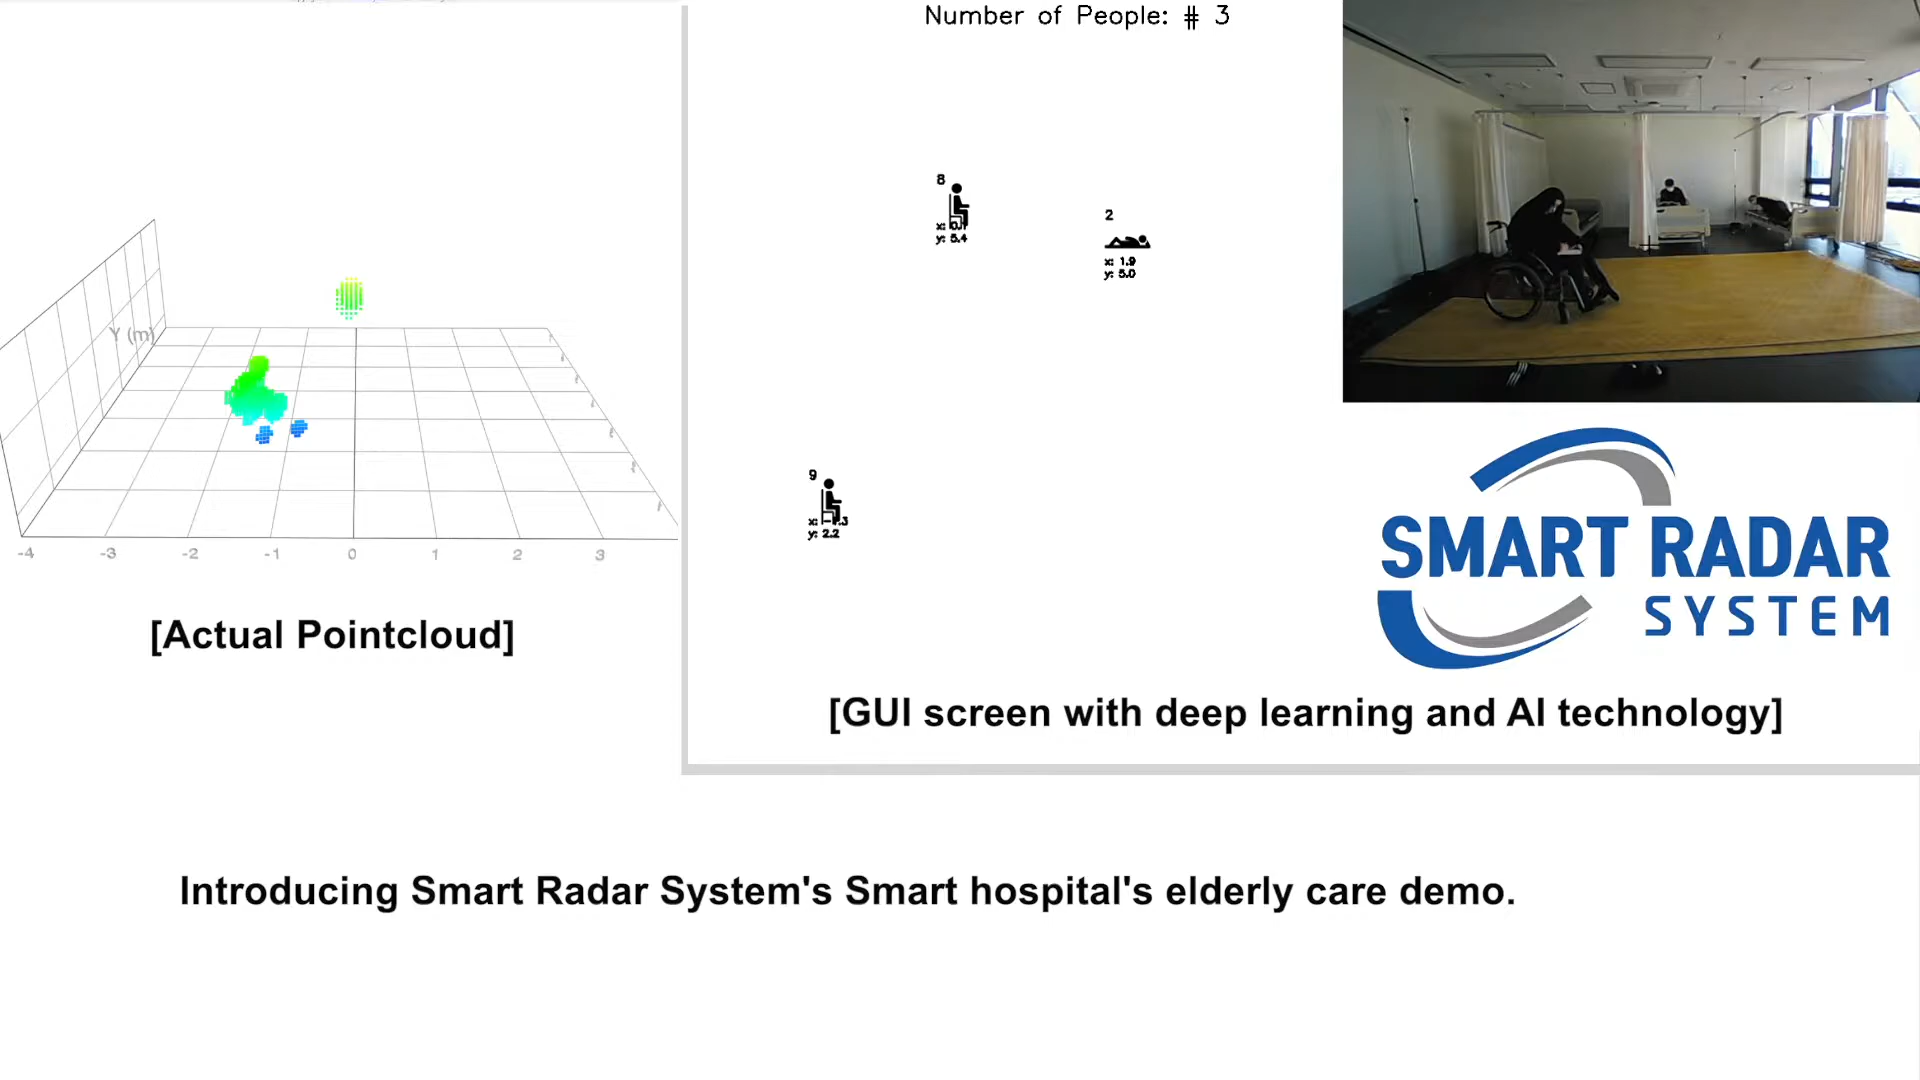 Number of People: # 3
8
y: 5.4
2
x: 1.9
y: 5.0
9
y: 2.2
Y (m)
-4 -3 -2 -1 0 1 2 3
[Actual Pointcloud]
SMART RADAR
SYSTEM
[GUI screen with deep learning and AI technology]
Introducing Smart Radar System's Smart hospital's elderly care demo.